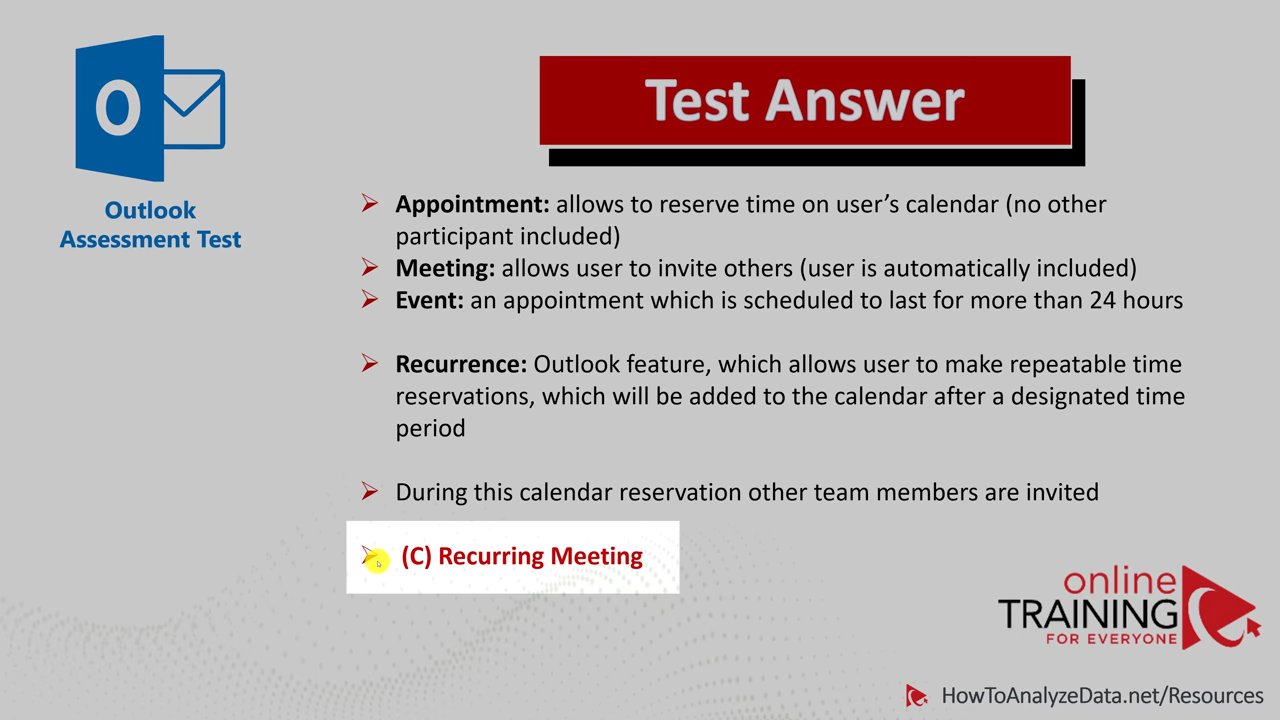 O
Outlook
Assessment Test
Test Answer
Appointment: allows to reserve time on user’s calendar (no other
participant included)
Meeting: allows user to invite others (user is automatically included)
Event: an appointment which is scheduled to last for more than 24 hours
Recurrence: Outlook feature, which allows user to make repeatable time
reservations, which will be added to the calendar after a designated time
period
During this calendar reservation other team members are invited
(C) Recurring Meeting
online
TRAINING
FOR EVERYONE
HowToAnalyzeData.net/Resources